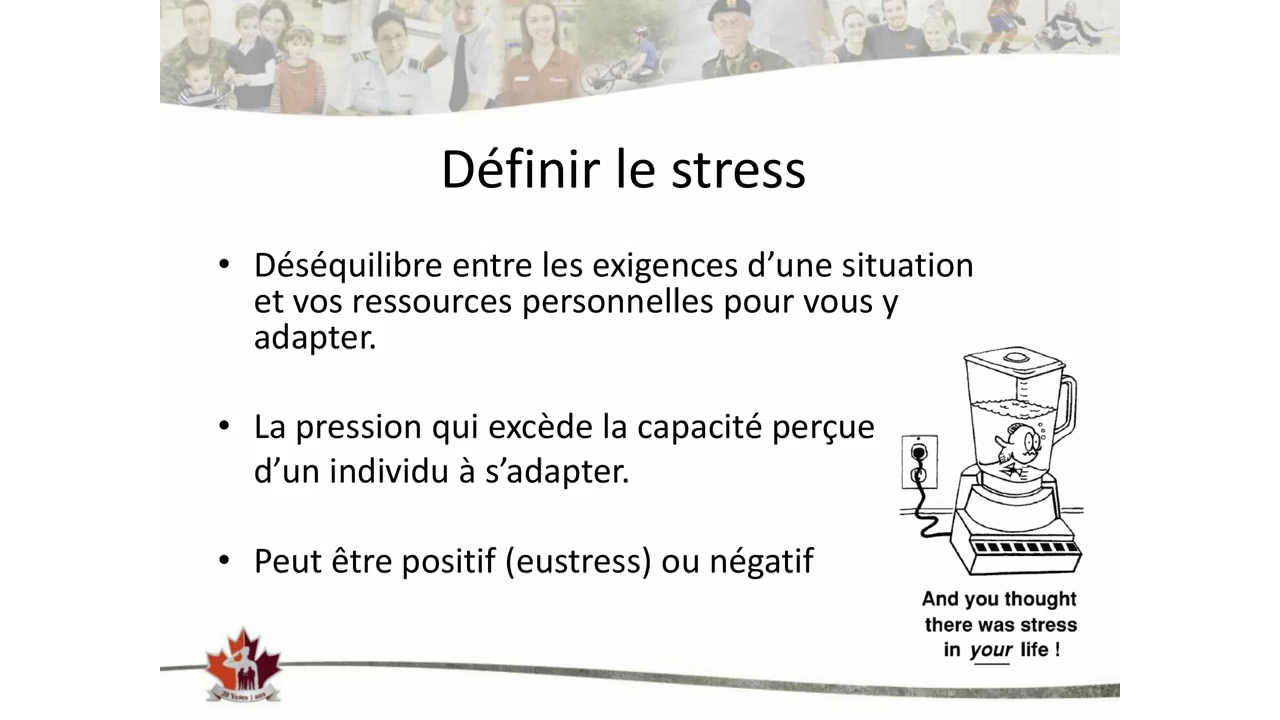 Définir le stress
• Déséquilibre entre les exigences d’une situation
et vos ressources personnelles pour vous y
adapter.
• La pression qui excède la capacité perçue
d’un individu à s’adapter.
• Peut être positif (eustress) ou négatif
And you thought
there was stress
in your life !